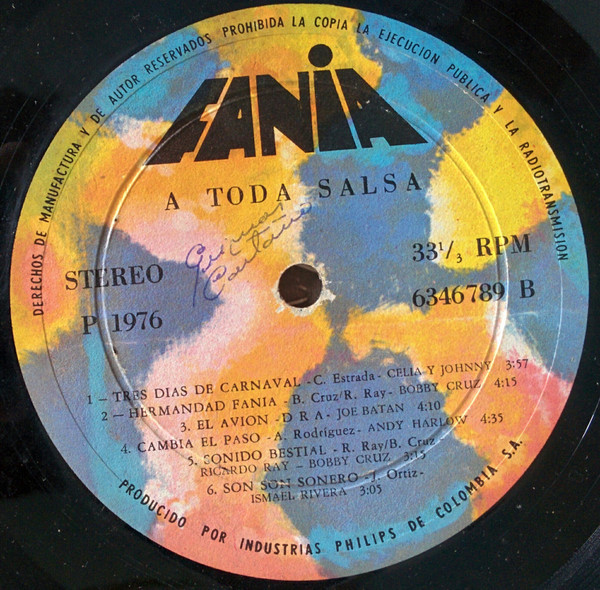 DERECHOS DE MANUFACTURA Y DE AUTOR RESERVADOS PROHIBIDA LA COPIA LA EJECUCION PUBLICA Y LA RADIOTRANSMISION
FANIA
A TODA SALSA
STEREO
P 1976
33 1/3 RPM
6346789 B
1 - TRES DIAS DE CARNAVAL - C. Estrada - CELIA Y JOHNNY 3:57
2 - HERMANDAD FANIA - B. Cruz/R. Ray - BOBBY CRUZ 4:15
3. EL AVION - D R A - JOE BATAN 4:10
4. CAMBIA EL PASO - A. Rodríguez - ANDY HARLOW 4:35
5. SONIDO BESTIAL - R. Ray/B. Cruz
RICARDO RAY - BOBBY CRUZ 3:15
6. SON SON SONERO - J. Ortiz -
ISMAEL RIVERA 3:05
PRODUCIDO POR INDUSTRIAS PHILIPS DE COLOMBIA S.A.